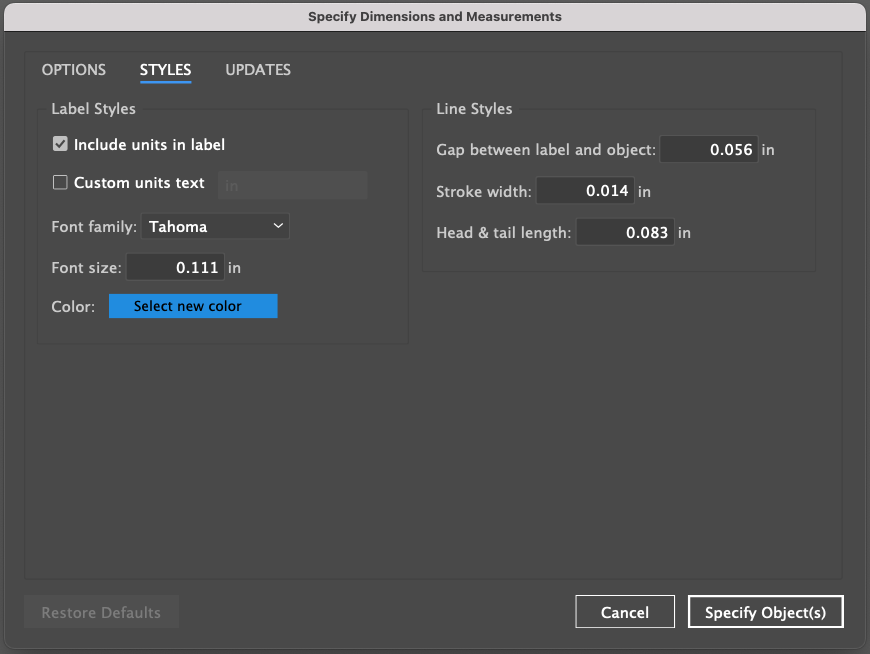 Specify Dimensions and Measurements
OPTIONS STYLES UPDATES
Label Styles
Include units in label
Custom units text in
Font family: Tahoma
Font size: 0.111 in
Color: Select new color
Line Styles
Gap between label and object: 0.056 in
Stroke width: 0.014 in
Head & tail length: 0.083 in
Restore Defaults Cancel Specify Object(s)